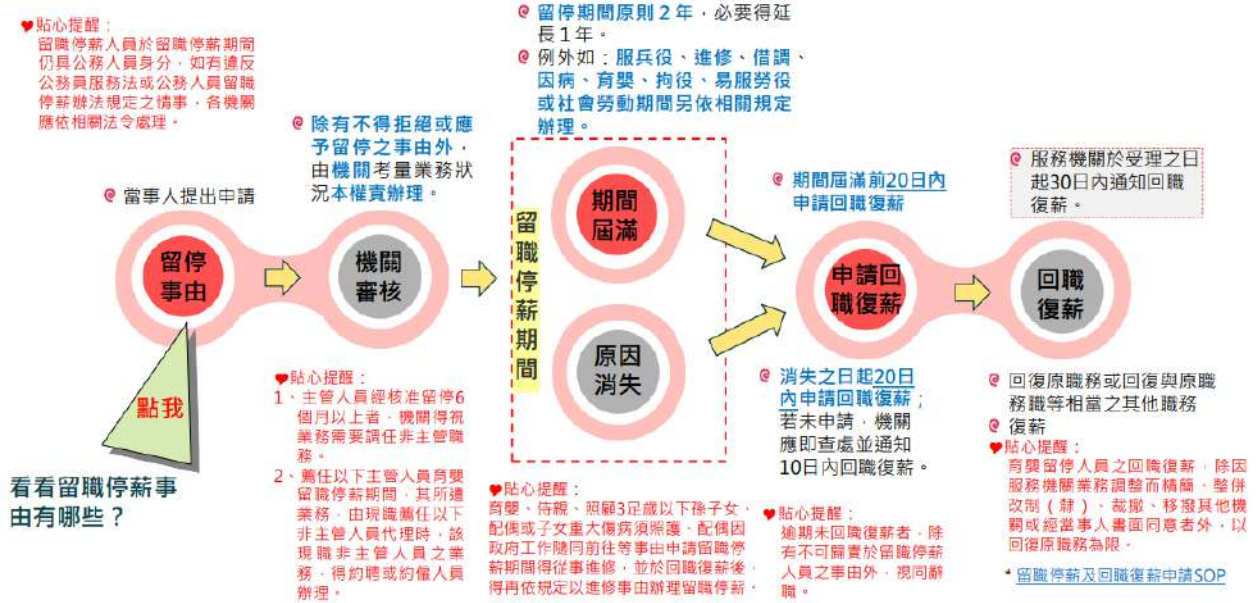 ♥貼心提醒：
留職停薪人員於留職停薪期間
仍具公務人員身分，如有違反
公務員服務法或公務人員留職
停薪辦法規定之情事，各機關
應依相關法令處理。
當事人提出申請
留停
事由
點我
看看留職停薪事
由有哪些？
除有不得拒絕或應
予留停之事由外，
由機關考量業務狀
況本權責辦理。
機關
審核
♥貼心提醒：
1、主管人員經核准留停6
個月以上者，機關得視
業務需要調任非主管職
務。
2、薦任以下主管人員育嬰
留職停薪期間，其所遺
業務，由現職薦任以下
非主管人員代理時，該
現職非主管人員之業
務，得約聘或約僱人員
辦理。
留停期間原則2年，必要得延
長1年。
例外如：服兵役、進修、借調、
因病、育嬰、拘役、易服勞役
或社會勞動期間另依相關規定
辦理。
留職停薪期間
期間
屆滿
原因
消失
♥貼心提醒：
育嬰、侍親、照顧3足歲以下孫子女、
配偶或子女重大傷病須照護、配偶因
政府工作隨同前往等事由申請留職停
薪期間得從事進修，並於回職復薪後，
得再依規定以進修事由辦理留職停薪。
期間屆滿前20日內
申請回職復薪
申請回
職復薪
消失之日起20日
內申請回職復薪；
若未申請，機關
應即查處並通知
10日內回職復薪。
♥貼心提醒：
逾期未回職復薪者，除
有不可歸責於留職停薪
人員之事由外，視同辭
職。
服務機關於受理之日
起30日內通知回職
復薪。
回職
復薪
回復原職務或回復與原職
務職等相當之其他職務
復薪
♥貼心提醒：
育嬰留停人員之回職復薪，除因
服務機關業務調整而精簡、整併
改制（隸）、裁撤、移撥其他機
關或經當事人書面同意者外，以
回復原職務為限。
* 留職停薪及回職復薪申請SOP